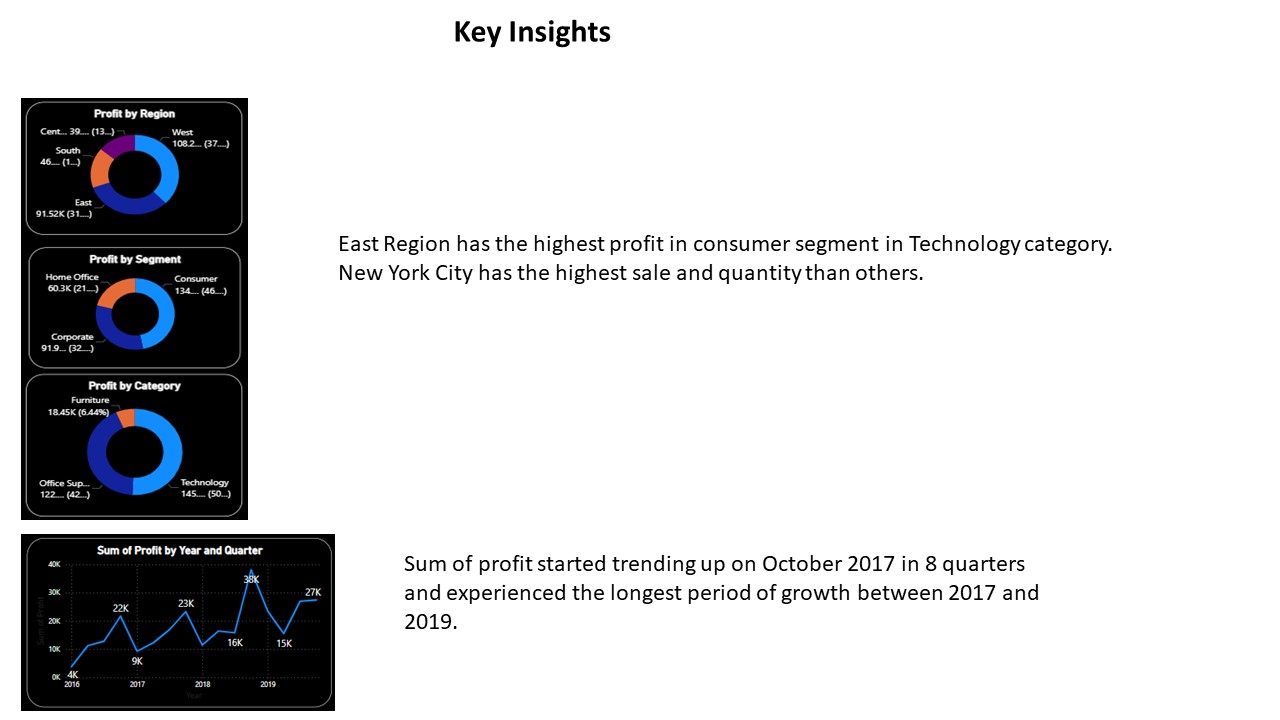 Key Insights
Profit by Region
Cent... 39.... (13...)
West
108.2... (37....)
South
46.... (1...)
East
91.52K (31....)
East Region has the highest profit in consumer segment in Technology category.
New York City has the highest sale and quantity than others.
Profit by Segment
Home Office
60.3K (21....)
Consumer
134.... (46....)
Corporate
91.9... (32....)
Profit by Category
Furniture
18.45K (6.44%)
Office Sup...
122.... (42...)
Technology
145.... (50...)
Sum of Profit by Year and Quarter
Sum of Profit
40K
30K
20K
10K
0K
4K
22K
9K
23K
16K
38K
15K
27K
2016
2017
2018
2019
Year
Sum of profit started trending up on October 2017 in 8 quarters
and experienced the longest period of growth between 2017 and
2019.